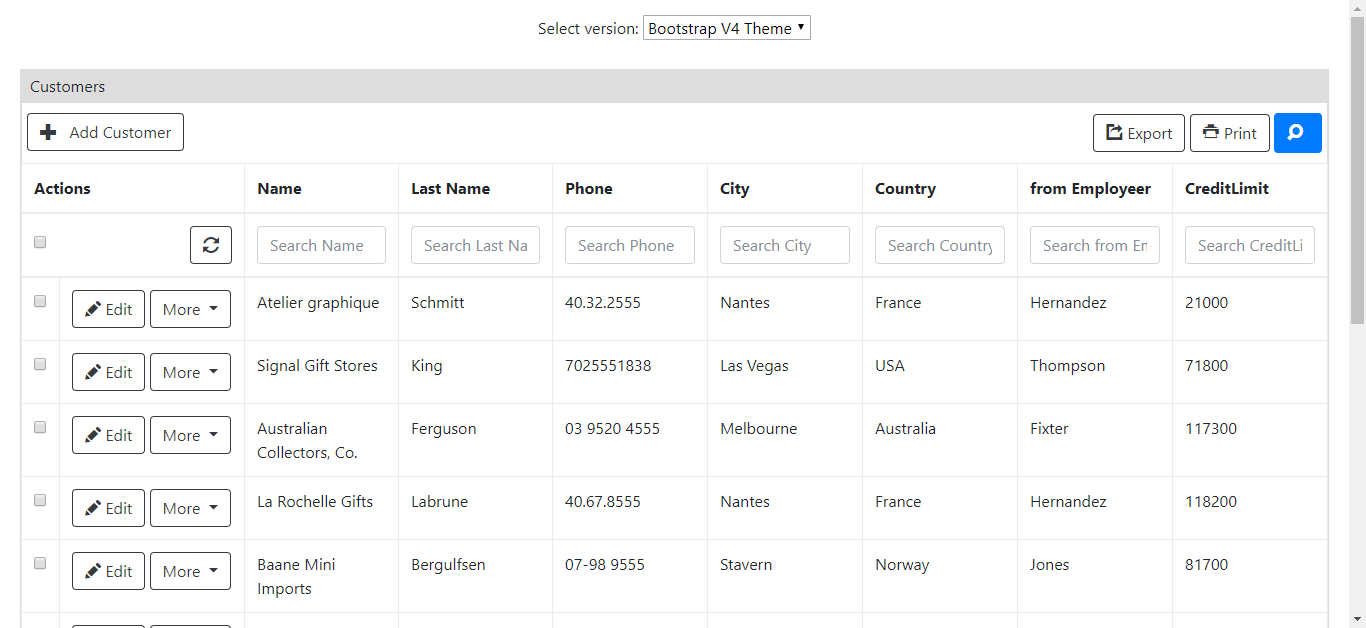 Select version: Bootstrap V4 Theme
Customers
Add Customer Export Print
Actions Name Last Name Phone City Country from Employeer CreditLimit
Search Name Search Last Na Search Phone Search City Search Country Search from En Search CreditLi
Edit More Atelier graphique Schmitt 40.32.2555 Nantes France Hernandez 21000
Edit More Signal Gift Stores King 7025551838 Las Vegas USA Thompson 71800
Edit More Australian Ferguson 03 9520 4555 Melbourne Australia Fixter 117300
Collectors, Co.
Edit More La Rochelle Gifts Labrune 40.67.8555 Nantes France Hernandez 118200
Edit More Baane Mini Bergulfsen 07-98 9555 Stavern Norway Jones 81700
Imports